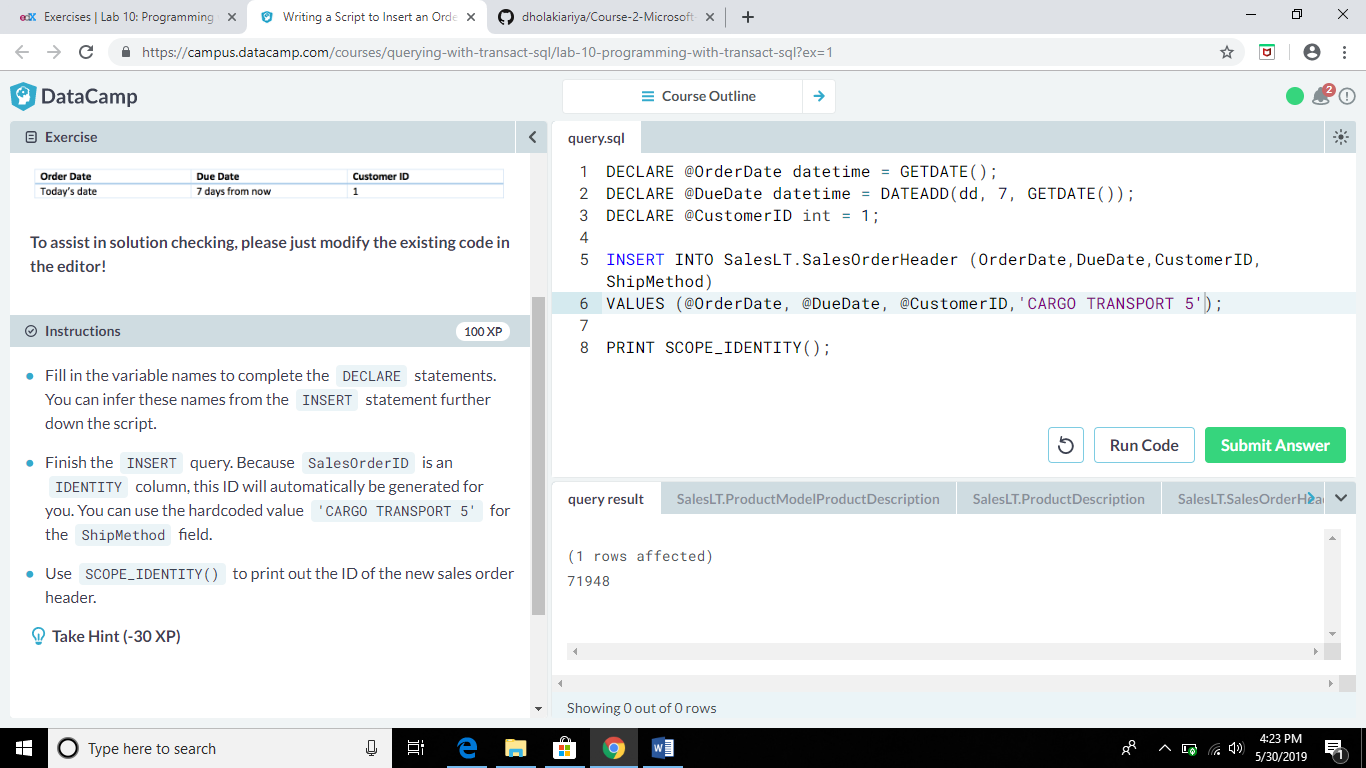 edX Exercises | Lab 10: Programming
Writing a Script to Insert an Orde
dholakiariya/Course-2-Microsoft-
https://campus.datacamp.com/courses/querying-with-transact-sql/lab-10-programming-with-transact-sql?ex=1
DataCamp
Course Outline
2
Exercise
Order Date Due Date Customer ID
Today's date 7 days from now 1
To assist in solution checking, please just modify the existing code in
the editor!
Instructions
100 XP
Fill in the variable names to complete the DECLARE statements.
You can infer these names from the INSERT statement further
down the script.
Finish the INSERT query. Because SalesOrderID is an
IDENTITY column, this ID will automatically be generated for
you. You can use the hardcoded value 'CARGO TRANSPORT 5' for
the ShipMethod field.
Use SCOPE_IDENTITY() to print out the ID of the new sales order
header.
Take Hint (-30 XP)
query.sql
1 DECLARE @OrderDate datetime = GETDATE();
2 DECLARE @DueDate datetime = DATEADD(dd, 7, GETDATE());
3 DECLARE @CustomerID int = 1;
4
5 INSERT INTO SalesLT.SalesOrderHeader (OrderDate,DueDate,CustomerID,
ShipMethod)
6 VALUES (@OrderDate, @DueDate, @CustomerID,'CARGO TRANSPORT 5');
7
8 PRINT SCOPE_IDENTITY();
Run Code
Submit Answer
query result
SalesLT.ProductModelProductDescription
SalesLT.ProductDescription
SalesLT.SalesOrderHea
(1 rows affected)
71948
Showing 0 out of 0 rows
Type here to search
W
4:23 PM
5/30/2019
1